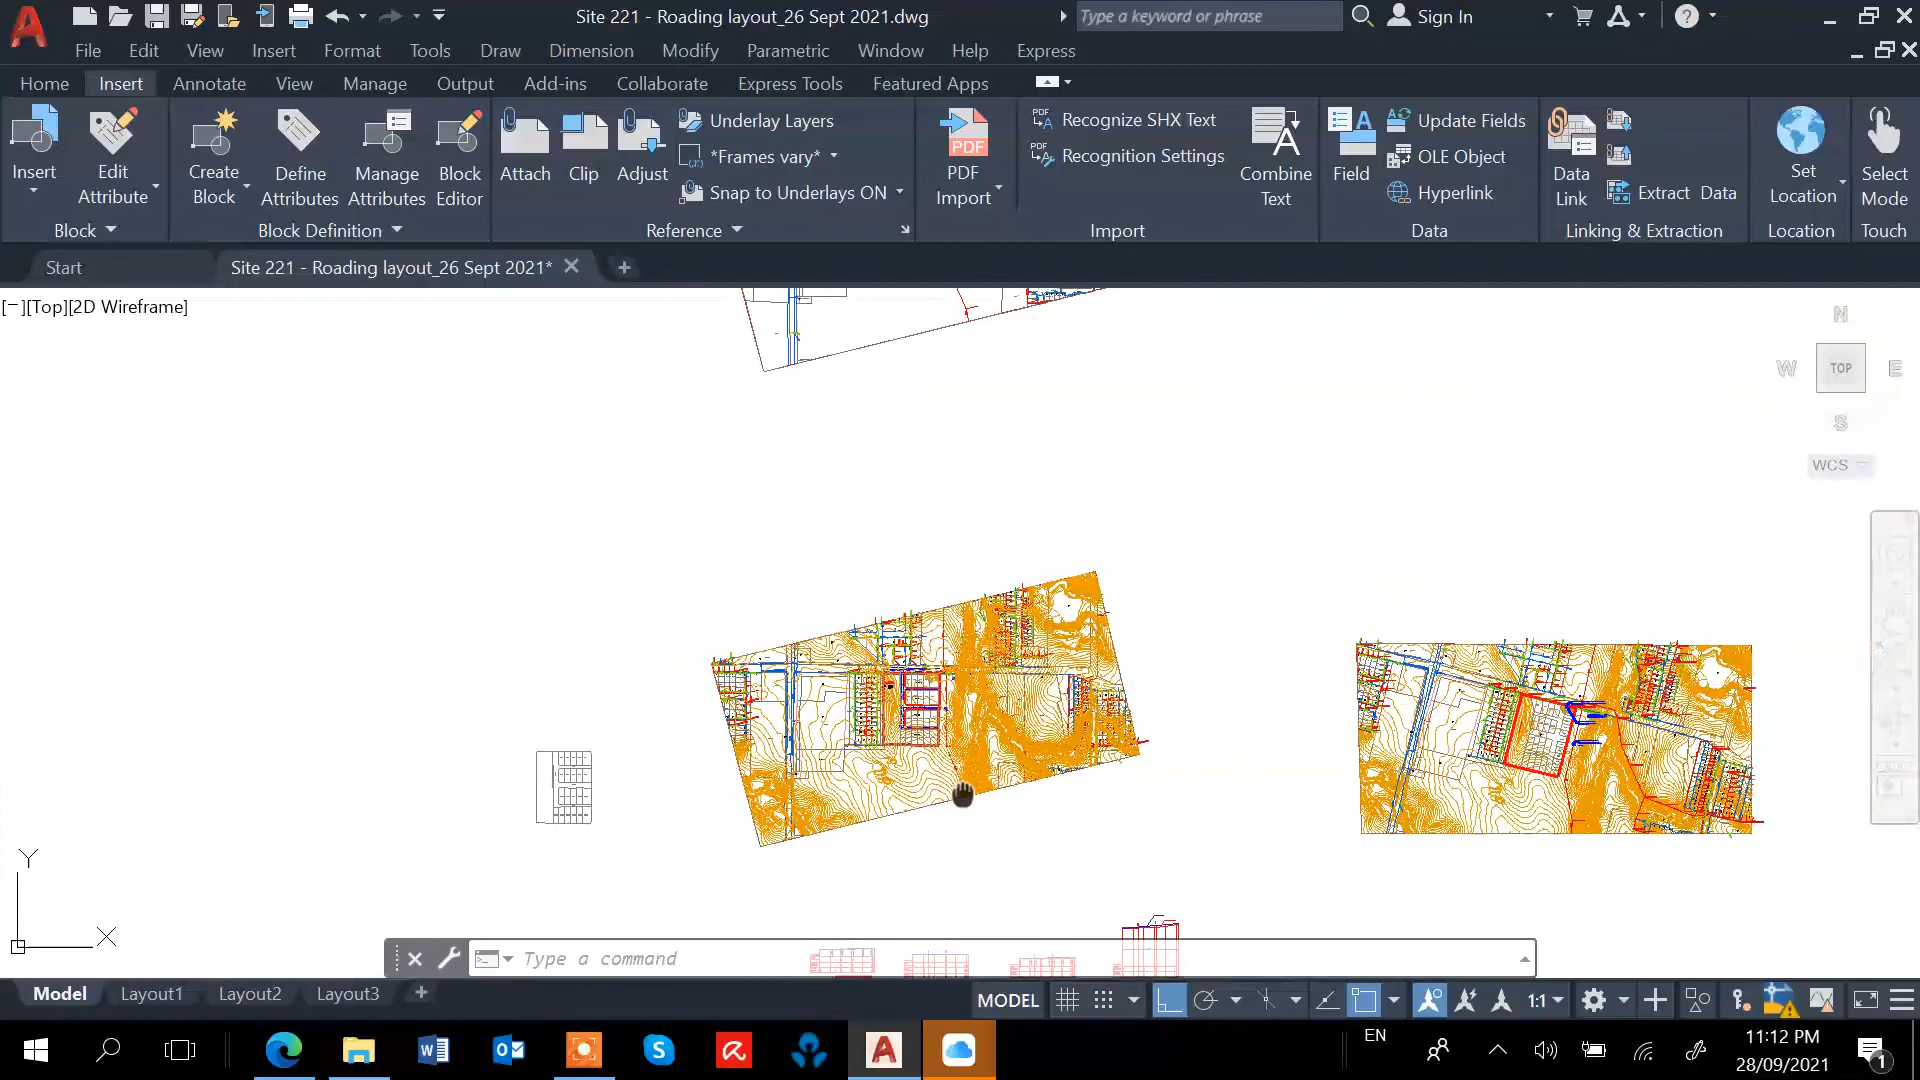 Site 221 - Roading layout_26 Sept 2021.dwg
Type a keyword or phrase
Sign In
File Edit View Insert Format Tools Draw Dimension Modify Parametric Window Help Express
Home Insert Annotate View Manage Output Add-ins Collaborate Express Tools Featured Apps
Insert
Edit Attribute
Block
Create Block
Define Attributes
Manage Attributes
Block Editor
Block Definition
Attach
Clip
Adjust
Underlay Layers
*Frames vary*
Snap to Underlays ON
Reference
PDF
PDF Import
PDF
Recognize SHX Text
PDF
Recognition Settings
Combine Text
Import
Field
Update Fields
OLE Object
Hyperlink
Data
Data Link
Extract Data
Linking & Extraction
Set Location
Location
Select Mode
Touch
Start
Site 221 - Roading layout_26 Sept 2021*
[−][Top][2D Wireframe]
N
W TOP E
S
WCS
Y
X
Type a command
Model Layout1 Layout2 Layout3
MODEL
1:1
EN
11:12 PM
28/09/2021
1